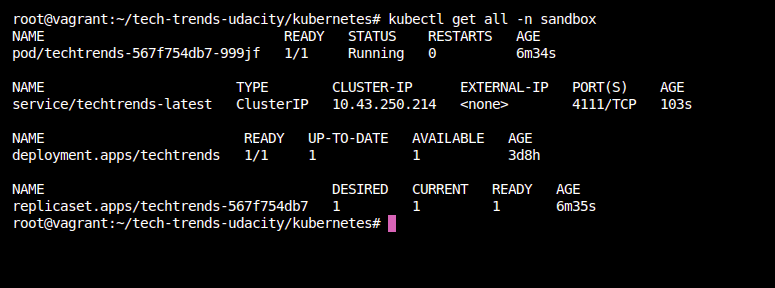 root@vagrant:~/tech-trends-udacity/kubernetes# kubectl get all -n sandbox
NAME                              READY   STATUS    RESTARTS   AGE
pod/techtrends-567f754db7-999jf   1/1     Running   0          6m34s
NAME                        TYPE        CLUSTER-IP      EXTERNAL-IP   PORT(S)    AGE
service/techtrends-latest   ClusterIP   10.43.250.214   <none>        4111/TCP   103s
NAME                         READY   UP-TO-DATE   AVAILABLE   AGE
deployment.apps/techtrends   1/1     1            1           3d8h
NAME                                    DESIRED   CURRENT   READY   AGE
replicaset.apps/techtrends-567f754db7   1         1         1       6m35s
root@vagrant:~/tech-trends-udacity/kubernetes#